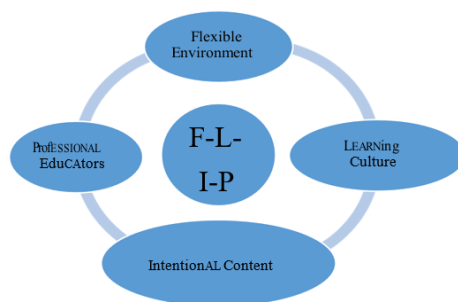 Flexible
Environment
ProfESSIONAL
EduCAtors
F-L-
I-P
LEARNing
Culture
IntentionAL Content